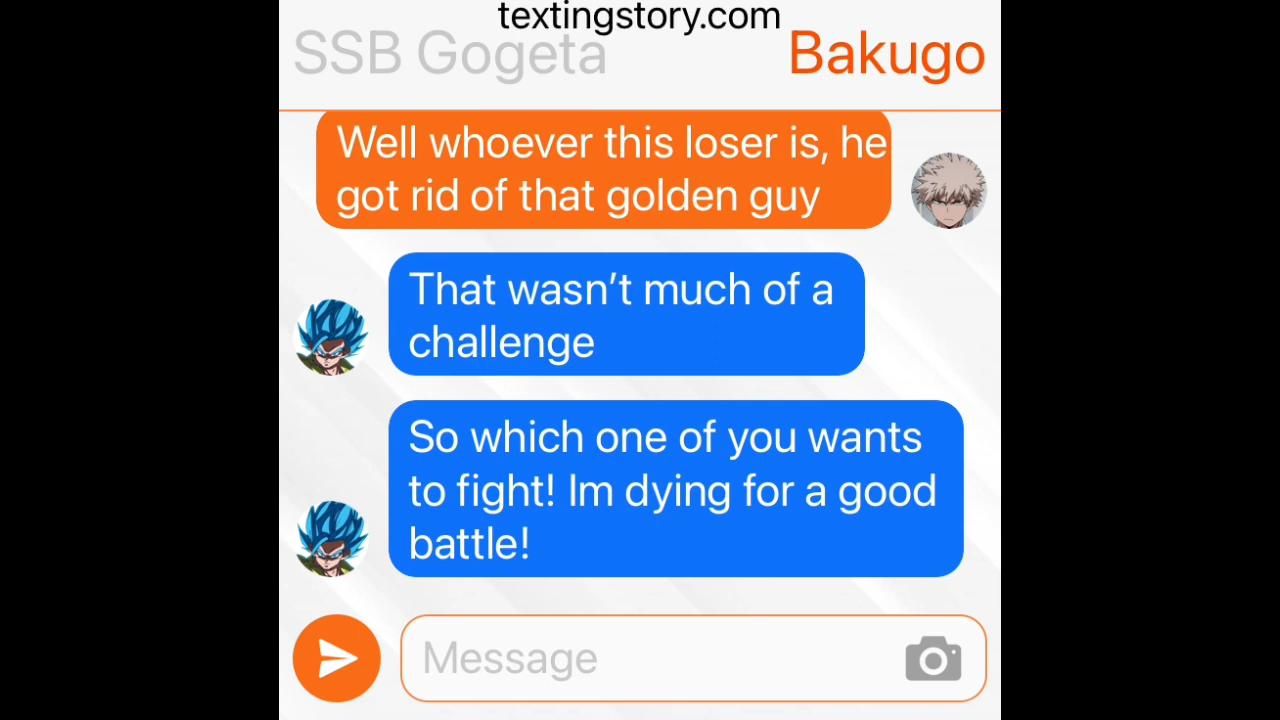 textingstory.com
SSB Gogeta
Bakugo
Well whoever this loser is, he
got rid of that golden guy
That wasn’t much of a
challenge
So which one of you wants
to fight! Im dying for a good
battle!
Message